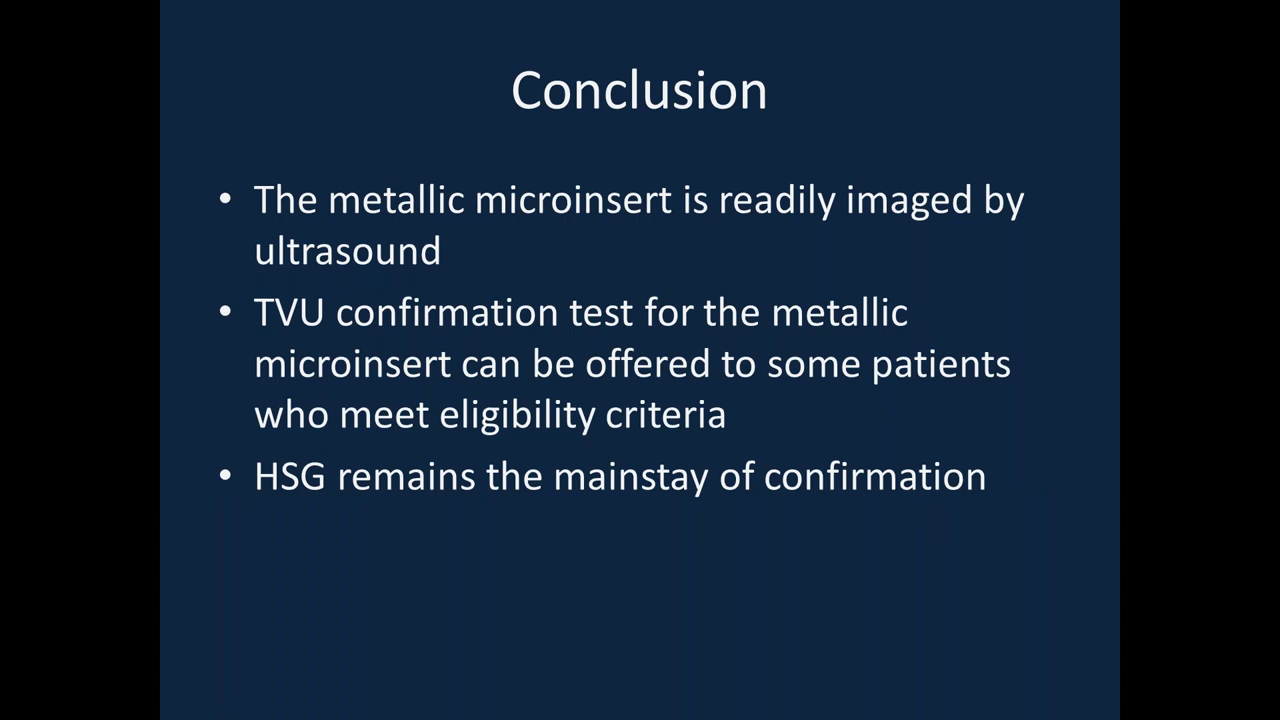 Conclusion
• The metallic microinsert is readily imaged by
ultrasound
• TVU confirmation test for the metallic
microinsert can be offered to some patients
who meet eligibility criteria
• HSG remains the mainstay of confirmation